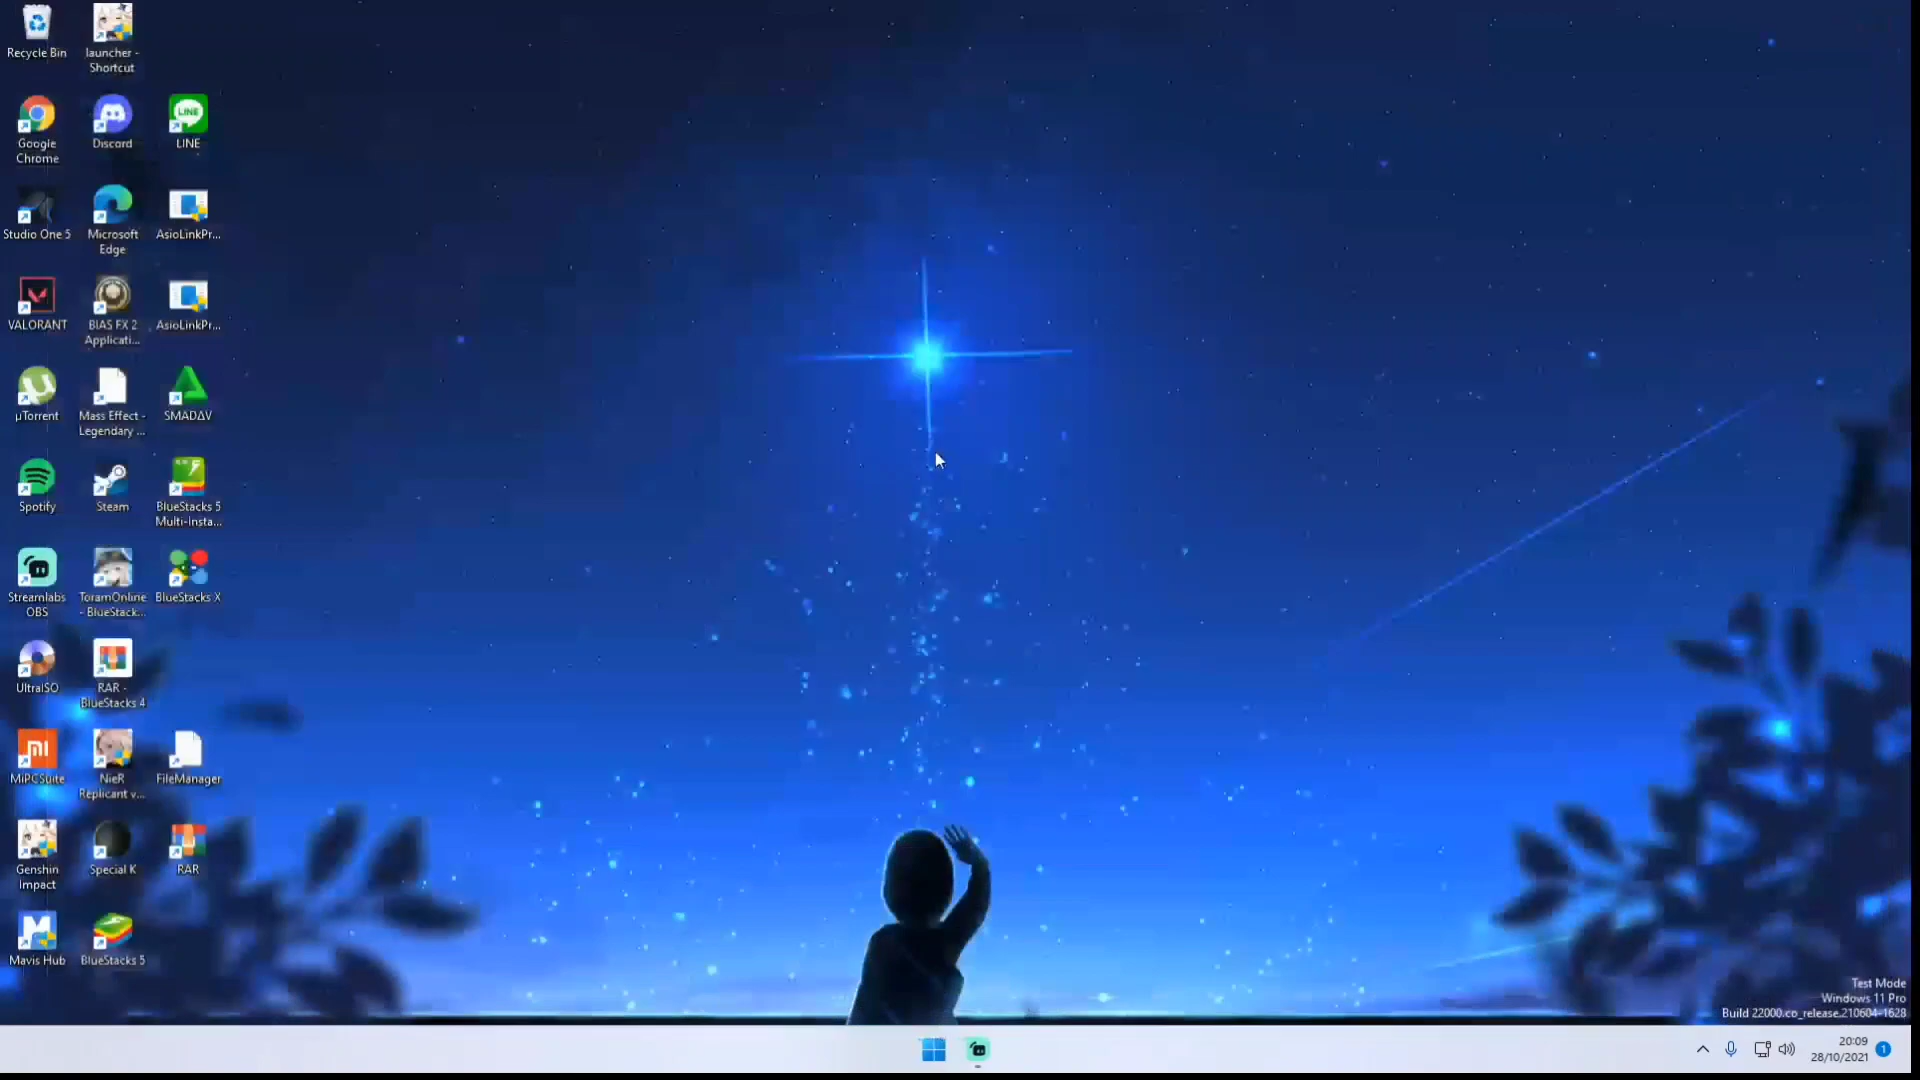 Recycle Bin
launcher -
Shortcut
Google
Chrome
Discord
LINE
LINE
Studio One 5
Microsoft
Edge
AsioLinkPr...
VALORANT
BIAS FX 2
Applicati...
AsioLinkPr...
µTorrent
Mass Effect -
Legendary ...
SMADΔV
Spotify
Steam
BlueStacks 5
Multi-Insta...
Streamlabs
OBS
ToramOnline
- BlueStack...
BlueStacks X
UltraISO
RAR -
BlueStacks 4
MiPCSuite
NieR
Replicant v...
FileManager
Genshin
Impact
Special K
RAR
Mavis Hub
BlueStacks 5
Test Mode
Windows 11 Pro
Build 22000.co_release.210604-1628
20:09
28/10/2021
1